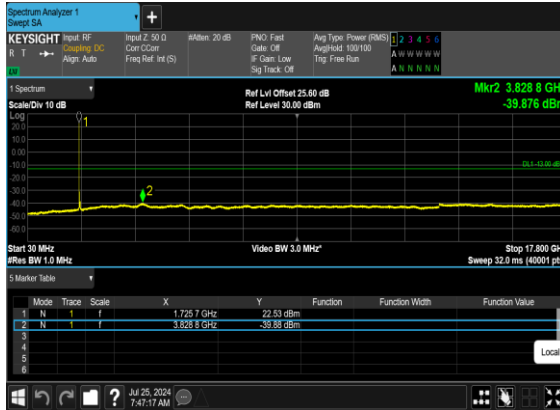 Spectrum Analyzer 1
Swept SA
+
KEYSIGHT Input: RF Input Z: 50 Ω #Atten: 20 dB PNO: Fast Avg Type: Power (RMS) 1 2 3 4 5 6
R T Coupling: DC Corr CCorr Gate: Off Avg|Hold: 100/100 A W W W W W
Align: Auto Freq Ref: Int (S) IF Gain: Low Trig: Free Run
Sig Track: Off A N N N N N
LXI
1 Spectrum Ref Lvl Offset 25.60 dB Mkr2 3.828 8 GH
Scale/Div 10 dB Ref Level 30.00 dBm -39.876 dBr
Log
1
20.0
10.0
0.00
-10.0 DL1 -13.00 dB
-20.0
-30.0
2
-40.0
-50.0
-60.0
Start 30 MHz Video BW 3.0 MHz* Stop 17.800 GH
#Res BW 1.0 MHz Sweep 32.0 ms (40001 pt
5 Marker Table
Mode Trace Scale X Y Function Function Width Function Value
1 N 1 f 1.725 7 GHz 22.53 dBm
2 N 1 f 3.828 8 GHz -39.88 dBm
3
4
5
6
Local
? Jul 25, 2024
7:47:17 AM